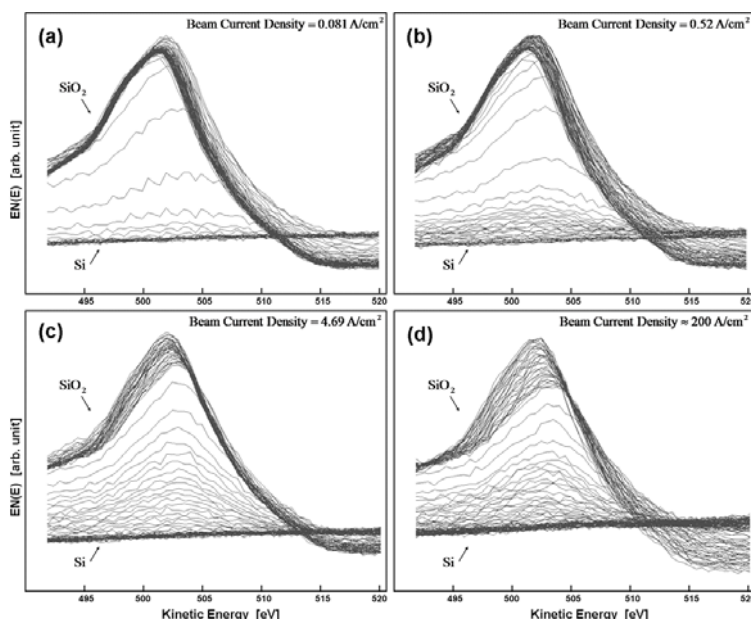 (a) Beam Current Density = 0.081 A/cm²
SiO₂
Si
EN(E) [arb. unit]
495 500 505 510 515 520
(b) Beam Current Density = 0.52 A/cm²
SiO₂
Si
495 500 505 510 515 520
(c) Beam Current Density = 4.69 A/cm²
SiO₂
Si
EN(E) [arb. unit]
495 500 505 510 515 520
Kinetic Energy [eV]
(d) Beam Current Density ≈ 200 A/cm²
SiO₂
Si
495 500 505 510 515 520
Kinetic Energy [eV]